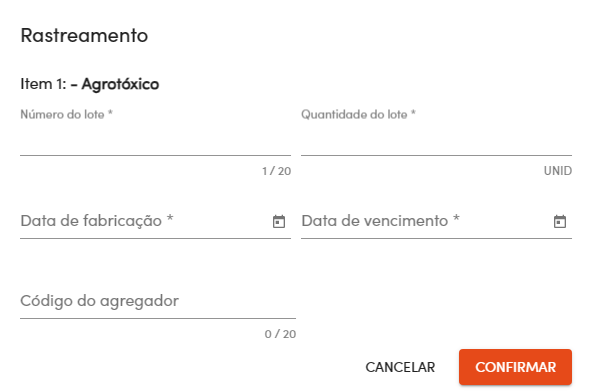 Rastreamento
Item 1: - Agrotóxico
Número do lote *
Quantidade do lote *
1 / 20
UNID
Data de fabricação *
Data de vencimento *
Código do agregador
0 / 20
CANCELAR
CONFIRMAR